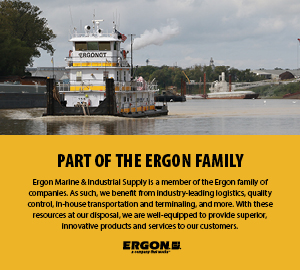 ERGONOT
PART OF THE ERGON FAMILY
Ergon Marine & Industrial Supply is a member of the Ergon family of
companies. As such, we benefit from industry-leading logistics, quality
control, in-house transportation and terminaling, and more. With these
resources at our disposal, we are well-equipped to provide superior,
innovative products and services to our customers.
ERGON
a company that works